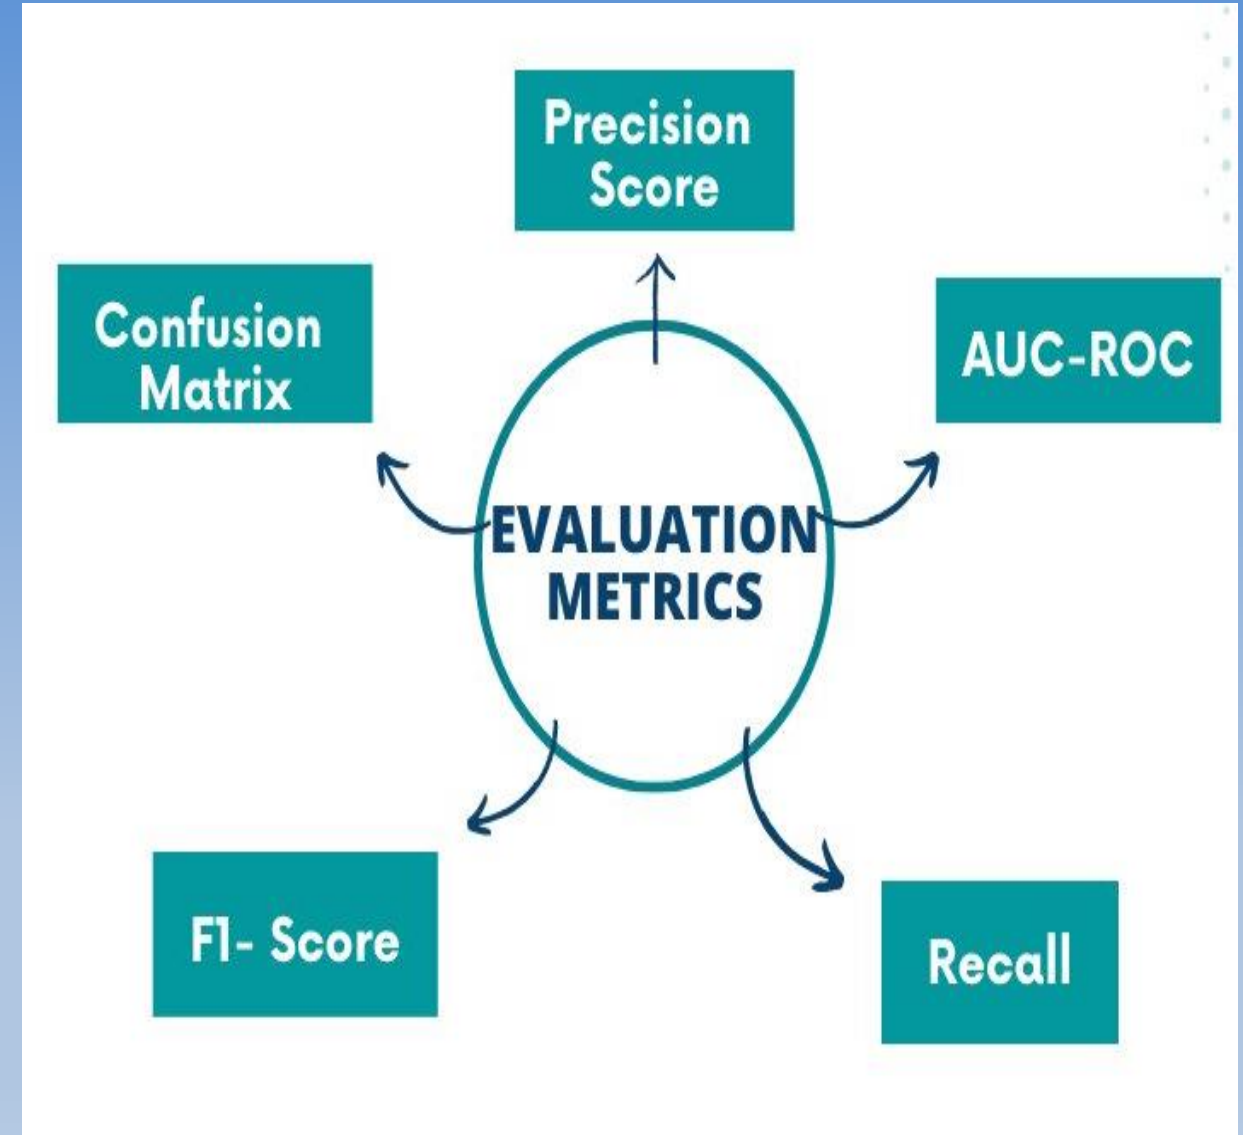 Precision
Score
Confusion
Matrix
AUC-ROC
EVALUATION
METRICS
F1- Score
Recall